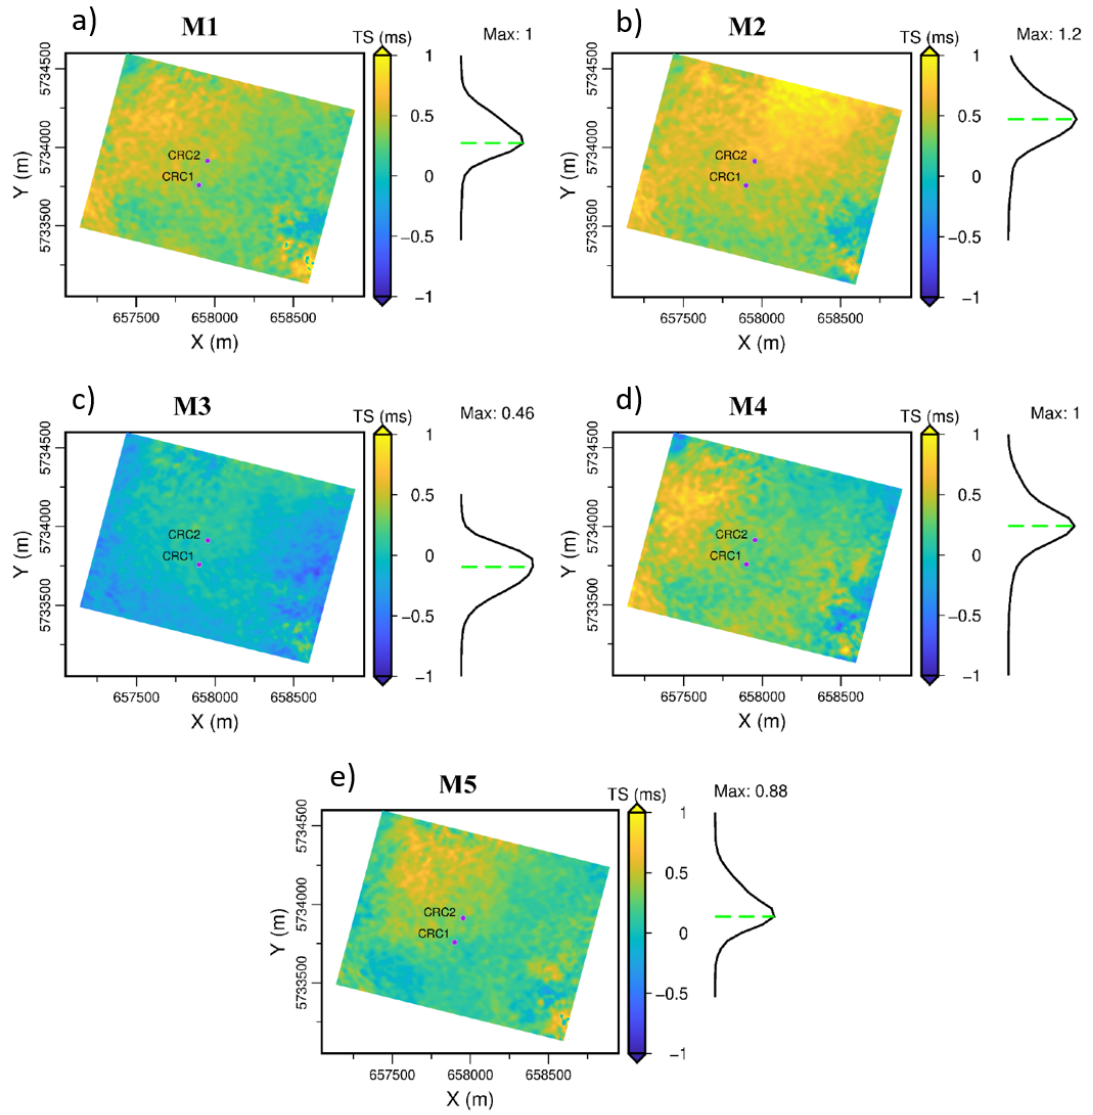 a)
M1
TS (ms)
Max: 1
5734500
5734000
5733500
Y (m)
CRC2
CRC1
1
0.5
0
−0.5
−1
657500 658000 658500
X (m)
b)
M2
TS (ms)
Max: 1.2
5734500
5734000
5733500
Y (m)
CRC2
CRC1
1
0.5
0
−0.5
−1
657500 658000 658500
X (m)
c)
M3
TS (ms)
Max: 0.46
5734500
5734000
5733500
Y (m)
CRC2
CRC1
1
0.5
0
−0.5
−1
657500 658000 658500
X (m)
d)
M4
TS (ms)
Max: 1
5734500
5734000
5733500
Y (m)
CRC2
CRC1
1
0.5
0
−0.5
−1
657500 658000 658500
X (m)
e)
M5
TS (ms)
Max: 0.88
5734500
5734000
5733500
Y (m)
CRC2
CRC1
1
0.5
0
−0.5
−1
657500 658000 658500
X (m)